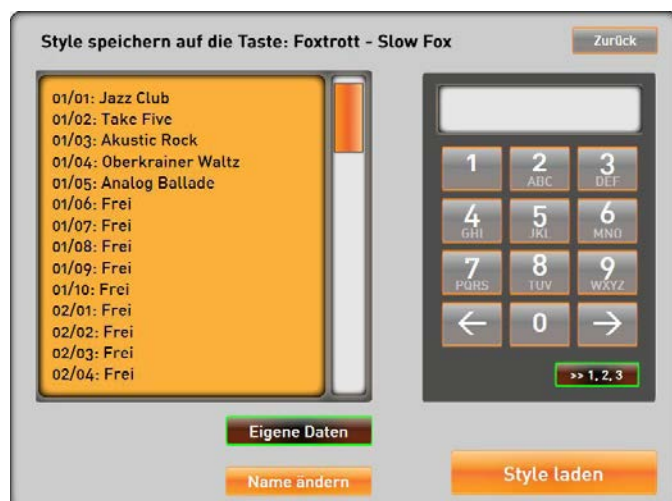 Style speichern auf die Taste: Foxtrott - Slow Fox
Zurück
01/01: Jazz Club
01/02: Take Five
01/03: Akustic Rock
01/04: Oberkrainer Waltz
01/05: Analog Ballade
01/06: Frei
01/07: Frei
01/08: Frei
01/09: Frei
01/10: Frei
02/01: Frei
02/02: Frei
02/03: Frei
02/04: Frei
1 2 3
ABC DEF
4 5 6
GHI JKL MNO
7 8 9
PQRS TUV WXYZ
← 0 →
>> 1, 2, 3
Eigene Daten
Name ändern
Style laden